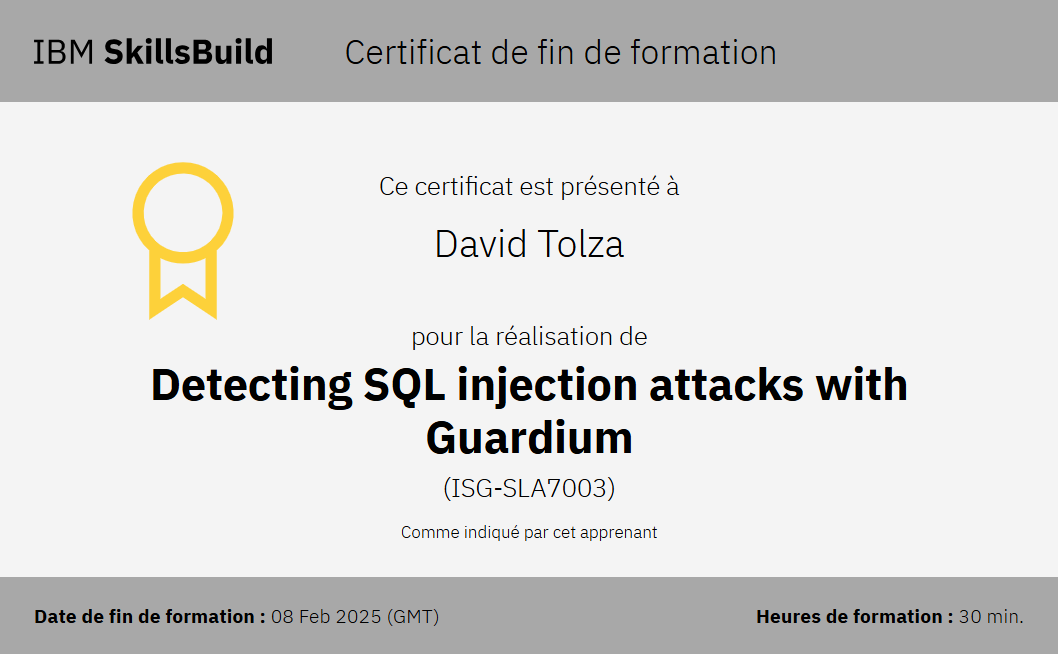 IBM SkillsBuild
Certificat de fin de formation
Ce certificat est présenté à
David Tolza
pour la réalisation de
Detecting SQL injection attacks with
Guardium
(ISG-SLA7003)
Comme indiqué par cet apprenant
Date de fin de formation : 08 Feb 2025 (GMT)
Heures de formation : 30 min.